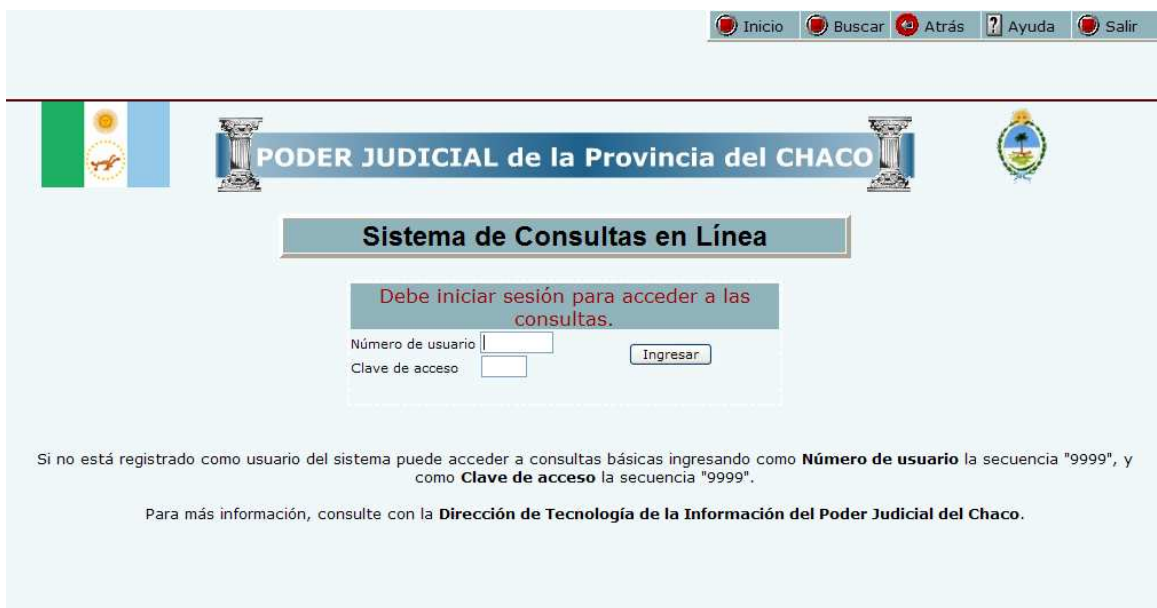 Inicio Buscar Atrás ? Ayuda Salir
PODER JUDICIAL de la Provincia del CHACO
Sistema de Consultas en Línea
Debe iniciar sesión para acceder a las
consultas.
Número de usuario
Ingresar
Clave de acceso
Si no está registrado como usuario del sistema puede acceder a consultas básicas ingresando como Número de usuario la secuencia "9999", y
como Clave de acceso la secuencia "9999".
Para más información, consulte con la Dirección de Tecnología de la Información del Poder Judicial del Chaco.